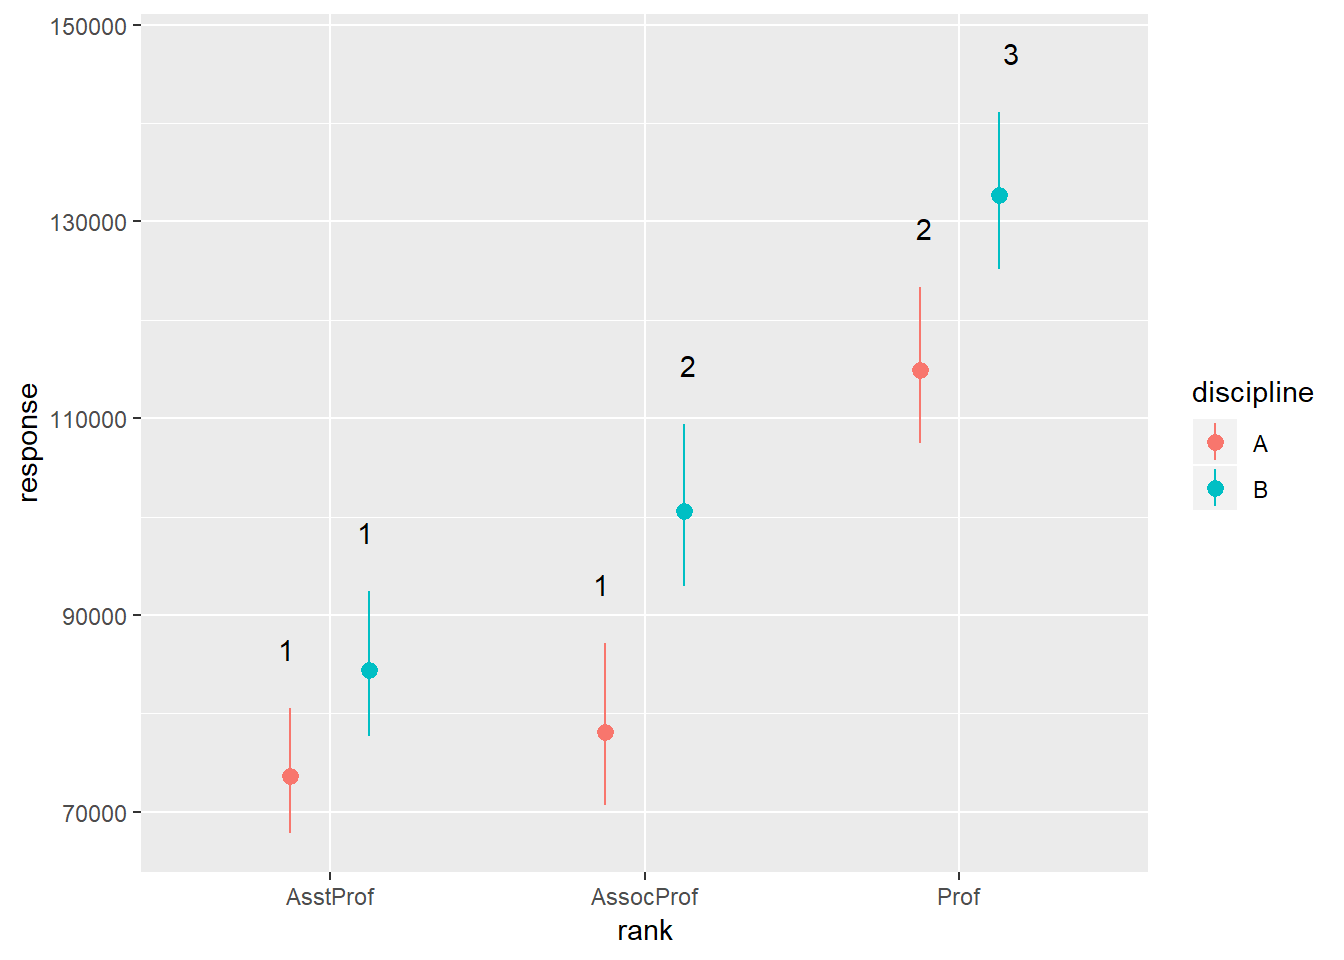 150000
130000
110000
90000
70000
response
1
1
1
2
2
3
AsstProf
AssocProf
Prof
rank
discipline
A
B